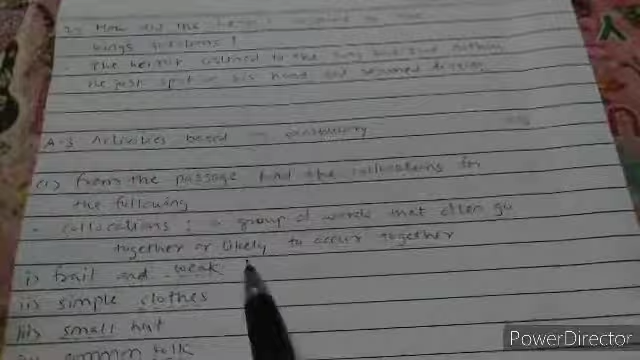 2) How did the hermit respond to the
king's questions?
The hermit listened to the king but said nothing
He just spat on his hand and resumed digging
A-3 Activities based on vocabulary
(1) From the passage find the collocations for
the following
- collocations : a group of words that often go
together or likely to occur together
i) frail and weak
ii) simple clothes
iii) small hut
common talk
PowerDirector